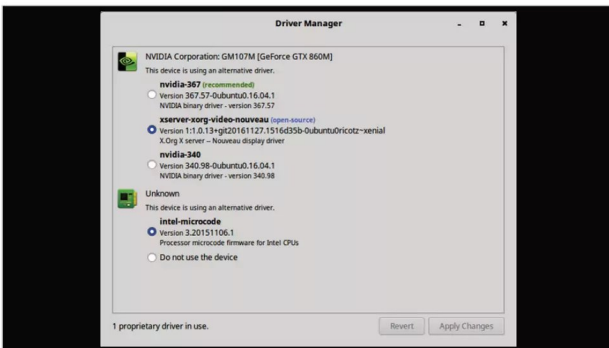 Driver Manager
NVIDIA Corporation: GM107M [GeForce GTX 860M]
This device is using an alternative driver.
nvidia-367 (recommended)
Version 367.57-0ubuntu0.16.04.1
NVIDIA binary driver - version 367.57
xserver-xorg-video-nouveau (open-source)
Version 1:1.0.13+git20161127.1516d35b-0ubuntu0ricotz~xenial
X.Org X server -- Nouveau display driver
nvidia-340
Version 340.98-0ubuntu0.16.04.1
NVIDIA binary driver - version 340.98
Unknown
This device is using an alternative driver.
intel-microcode
Version 3.20151106.1
Processor microcode firmware for Intel CPUs
Do not use the device
1 proprietary driver in use.
Revert
Apply Changes